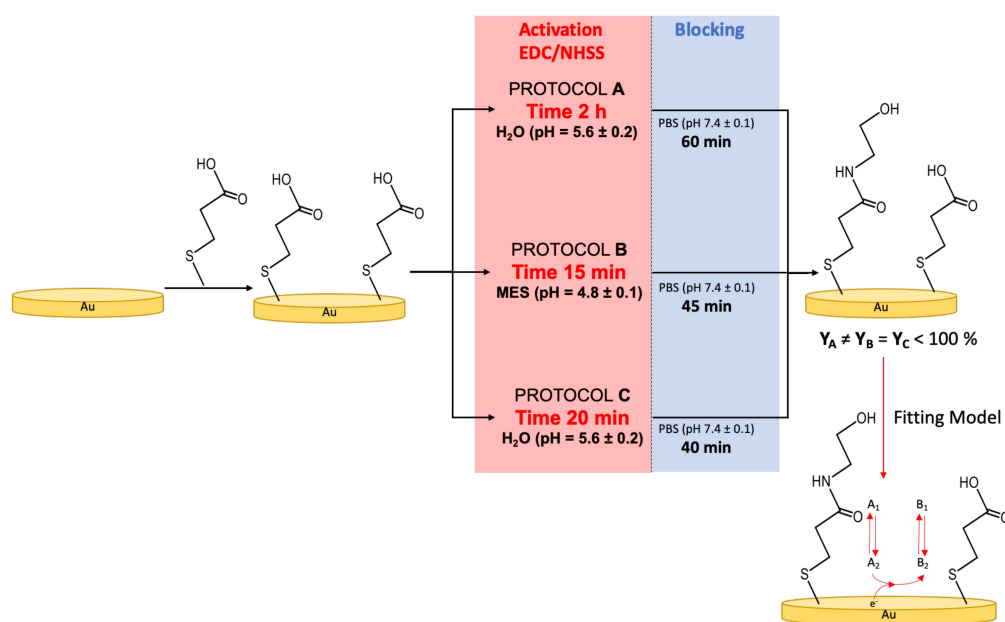 Activation
EDC/NHSS
Blocking
PROTOCOL A
Time 2 h
H₂O (pH = 5.6 ± 0.2)
PBS (pH 7.4 ± 0.1)
60 min
PROTOCOL B
Time 15 min
MES (pH = 4.8 ± 0.1)
PBS (pH 7.4 ± 0.1)
45 min
PROTOCOL C
Time 20 min
H₂O (pH = 5.6 ± 0.2)
PBS (pH 7.4 ± 0.1)
40 min
Au
HO
O
S
HO
O
S
HO
O
S
Au
OH
HN
O
S
HO
O
S
Au
Y_A ≠ Y_B = Y_C < 100 %
Fitting Model
OH
HN
O
S
A₁
B₁
A₂
B₂
e⁻
HO
O
S
Au